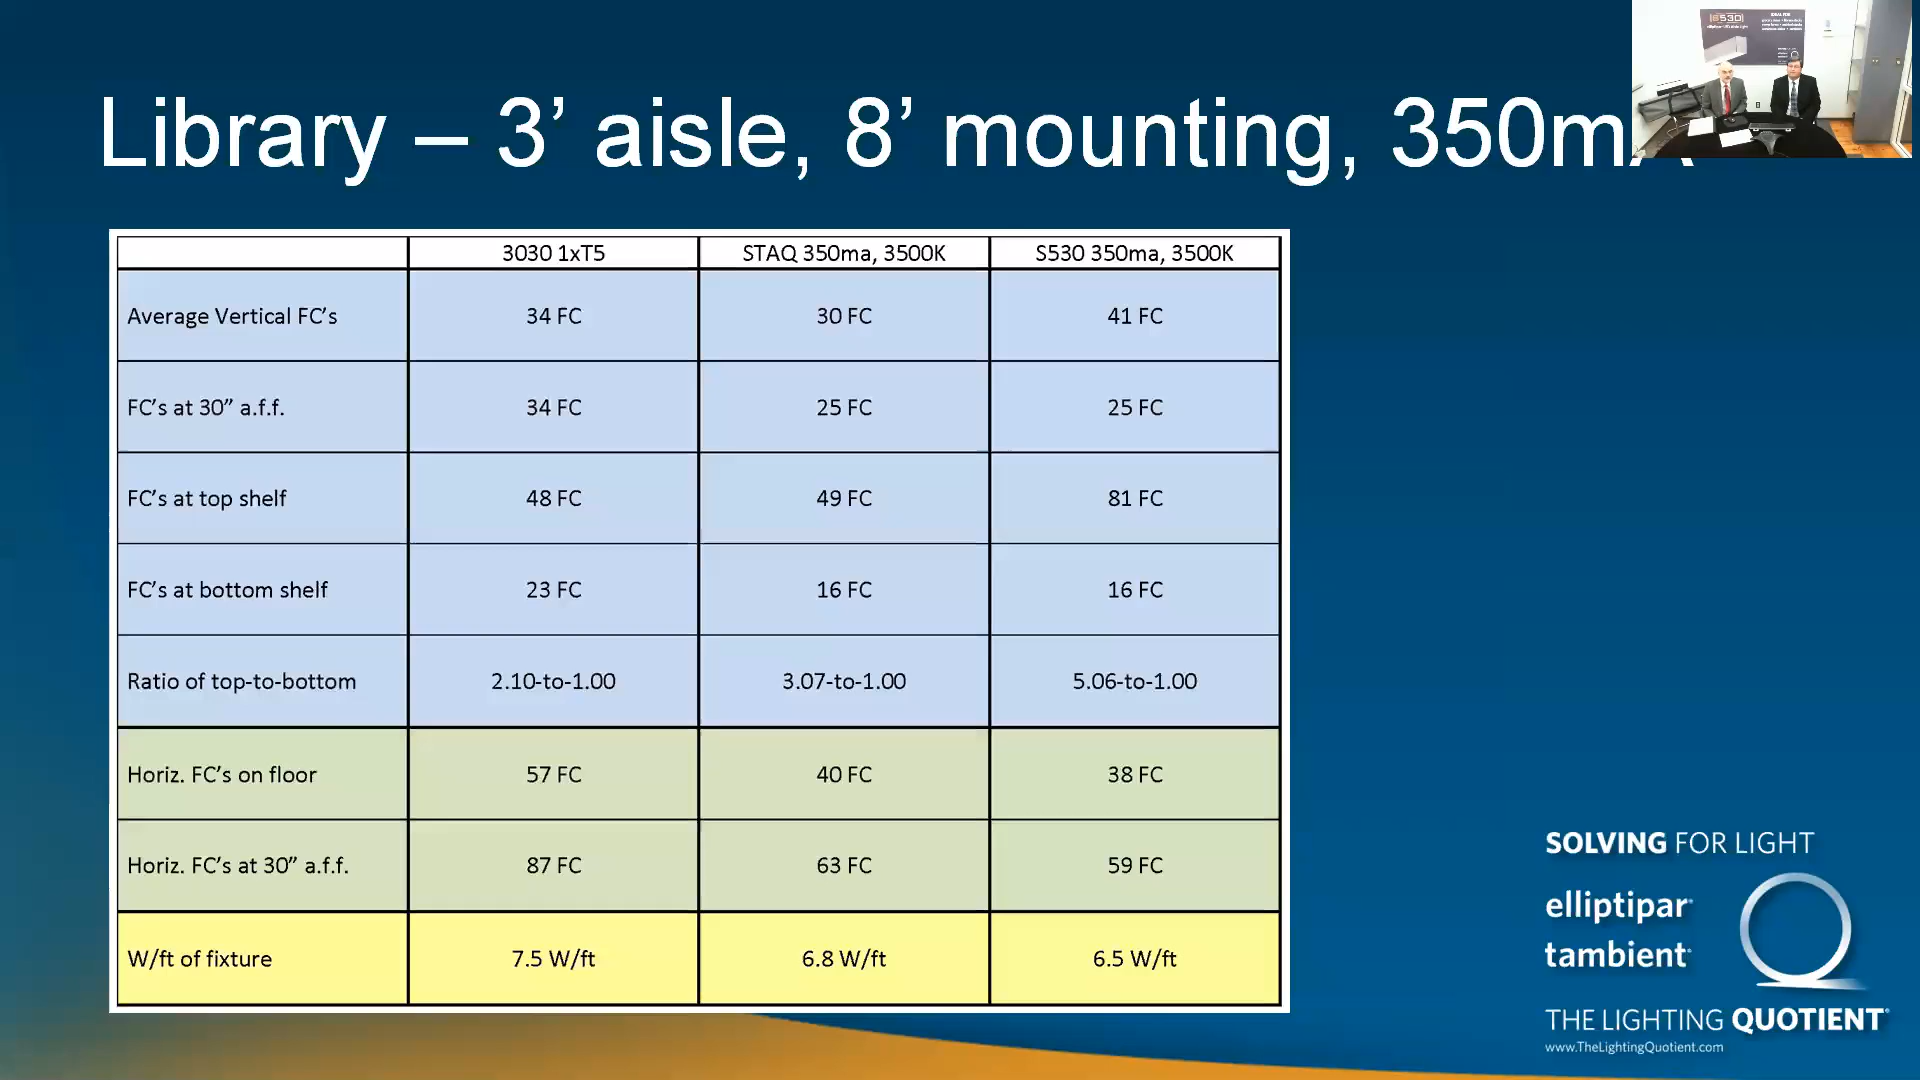 Library – 3’ aisle, 8’ mounting, 350mA
3030 1xT5 STAQ 350ma, 3500K S530 350ma, 3500K
Average Vertical FC’s 34 FC 30 FC 41 FC
FC’s at 30” a.f.f. 34 FC 25 FC 25 FC
FC’s at top shelf 48 FC 49 FC 81 FC
FC’s at bottom shelf 23 FC 16 FC 16 FC
Ratio of top-to-bottom 2.10-to-1.00 3.07-to-1.00 5.06-to-1.00
Horiz. FC’s on floor 57 FC 40 FC 38 FC
Horiz. FC’s at 30” a.f.f. 87 FC 63 FC 59 FC
W/ft of fixture 7.5 W/ft 6.8 W/ft 6.5 W/ft
SOLVING FOR LIGHT
elliptipar
tambient
THE LIGHTING QUOTIENT
www.TheLightingQuotient.com